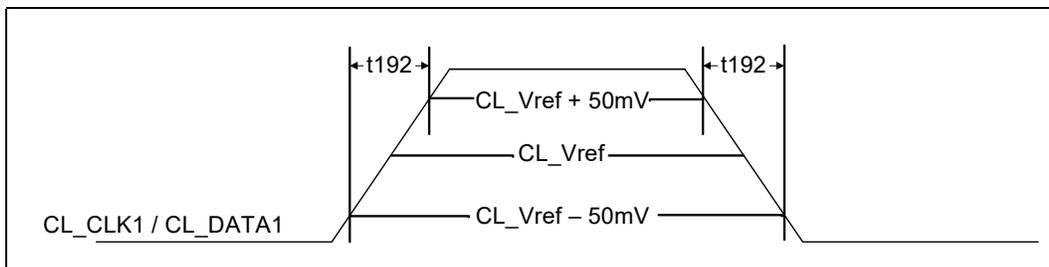 t192
t192
CL_Vref + 50mV
CL_Vref
CL_Vref – 50mV
CL_CLK1 / CL_DATA1